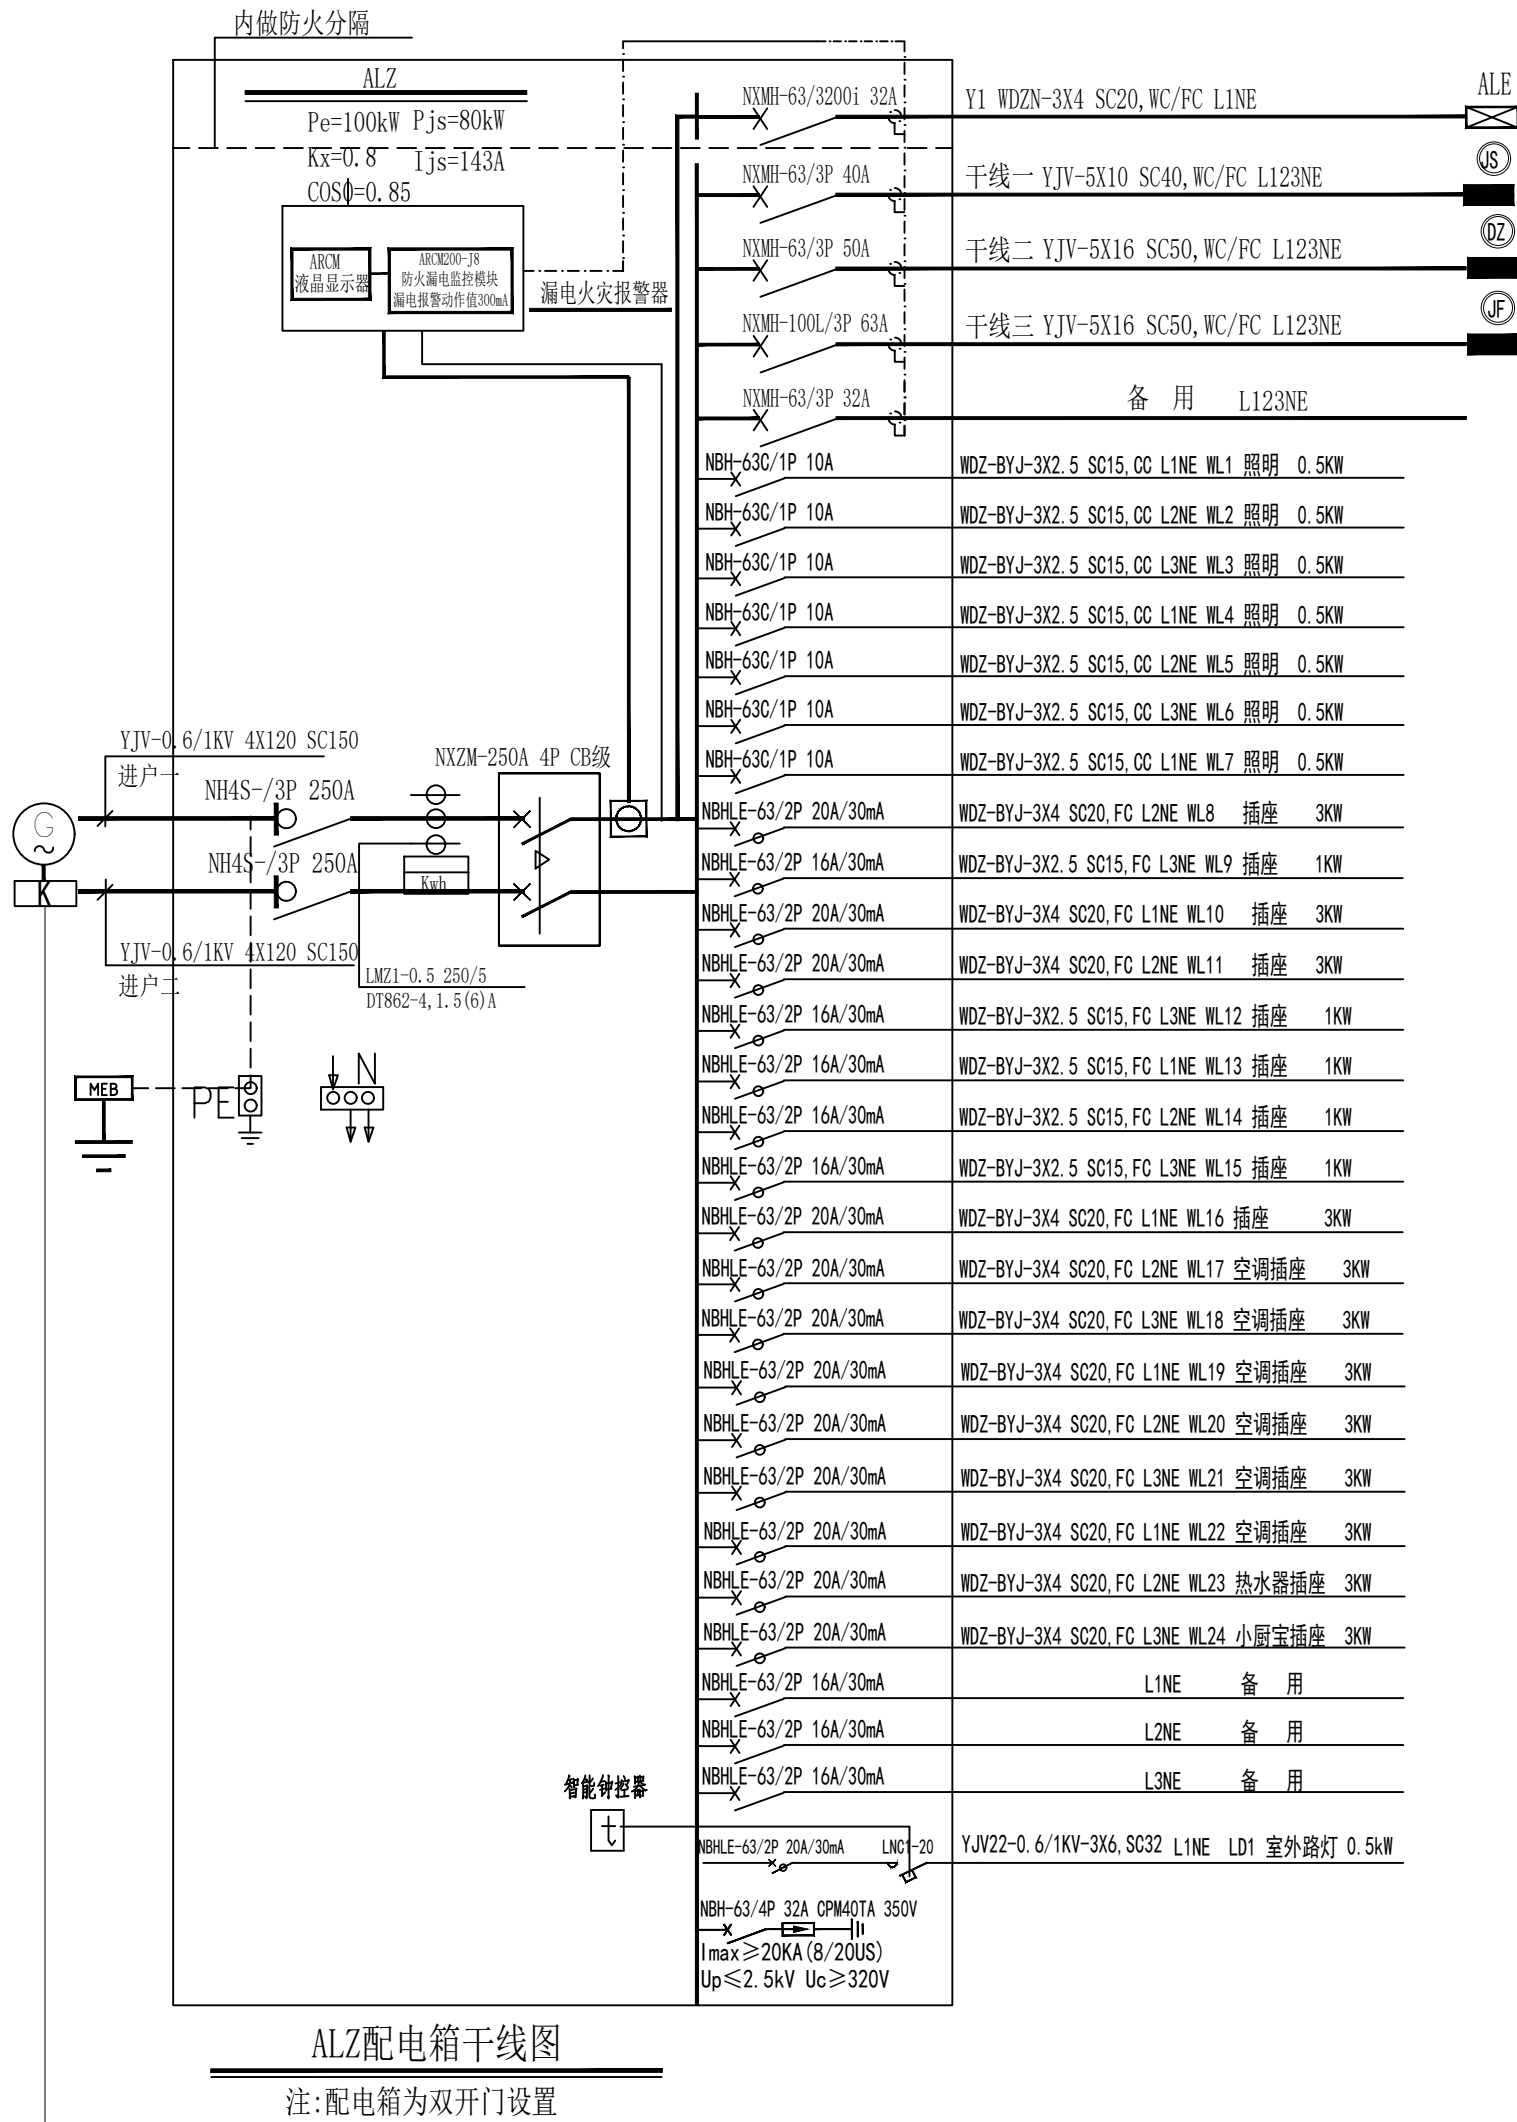 内做防火分隔
ALZ
Pe=100kW Pjs=80kW
Kx=0.8 Ijs=143A
COSΦ=0.85
ARCM
液晶显示器
ARCM200-J8
防火漏电监控模块
漏电报警动作值300mA
漏电火灾报警器
NXMH-63/3200i 32A Y1 WDZN-3X4 SC20,WC/FC L1NE ALE
NXMH-63/3P 40A 干线一 YJV-5X10 SC40,WC/FC L123NE JS
NXMH-63/3P 50A 干线二 YJV-5X16 SC50,WC/FC L123NE DZ
NXMH-100L/3P 63A 干线三 YJV-5X16 SC50,WC/FC L123NE JF
NXMH-63/3P 32A 备 用 L123NE
NBH-63C/1P 10A WDZ-BYJ-3X2.5 SC15,CC L1NE WL1 照明 0.5KW
NBH-63C/1P 10A WDZ-BYJ-3X2.5 SC15,CC L2NE WL2 照明 0.5KW
NBH-63C/1P 10A WDZ-BYJ-3X2.5 SC15,CC L3NE WL3 照明 0.5KW
NBH-63C/1P 10A WDZ-BYJ-3X2.5 SC15,CC L1NE WL4 照明 0.5KW
NBH-63C/1P 10A WDZ-BYJ-3X2.5 SC15,CC L2NE WL5 照明 0.5KW
NBH-63C/1P 10A WDZ-BYJ-3X2.5 SC15,CC L3NE WL6 照明 0.5KW
NBH-63C/1P 10A WDZ-BYJ-3X2.5 SC15,CC L1NE WL7 照明 0.5KW
YJV-0.6/1KV 4X120 SC150
进户一
NH4S-/3P 250A
NXZM-250A 4P CB级
G
~
K
NH4S-/3P 250A
Kwh
YJV-0.6/1KV 4X120 SC150
进户二
LMZ1-0.5 250/5
DT862-4,1.5(6)A
MEB
PE
N
NBHLE-63/2P 20A/30mA WDZ-BYJ-3X4 SC20,FC L2NE WL8 插座 3KW
NBHLE-63/2P 16A/30mA WDZ-BYJ-3X2.5 SC15,FC L3NE WL9 插座 1KW
NBHLE-63/2P 20A/30mA WDZ-BYJ-3X4 SC20,FC L1NE WL10 插座 3KW
NBHLE-63/2P 20A/30mA WDZ-BYJ-3X4 SC20,FC L2NE WL11 插座 3KW
NBHLE-63/2P 16A/30mA WDZ-BYJ-3X2.5 SC15,FC L3NE WL12 插座 1KW
NBHLE-63/2P 16A/30mA WDZ-BYJ-3X2.5 SC15,FC L1NE WL13 插座 1KW
NBHLE-63/2P 16A/30mA WDZ-BYJ-3X2.5 SC15,FC L2NE WL14 插座 1KW
NBHLE-63/2P 16A/30mA WDZ-BYJ-3X2.5 SC15,FC L3NE WL15 插座 1KW
NBHLE-63/2P 20A/30mA WDZ-BYJ-3X4 SC20,FC L1NE WL16 插座 3KW
NBHLE-63/2P 20A/30mA WDZ-BYJ-3X4 SC20,FC L2NE WL17 空调插座 3KW
NBHLE-63/2P 20A/30mA WDZ-BYJ-3X4 SC20,FC L3NE WL18 空调插座 3KW
NBHLE-63/2P 20A/30mA WDZ-BYJ-3X4 SC20,FC L1NE WL19 空调插座 3KW
NBHLE-63/2P 20A/30mA WDZ-BYJ-3X4 SC20,FC L2NE WL20 空调插座 3KW
NBHLE-63/2P 20A/30mA WDZ-BYJ-3X4 SC20,FC L3NE WL21 空调插座 3KW
NBHLE-63/2P 20A/30mA WDZ-BYJ-3X4 SC20,FC L1NE WL22 空调插座 3KW
NBHLE-63/2P 20A/30mA WDZ-BYJ-3X4 SC20,FC L2NE WL23 热水器插座 3KW
NBHLE-63/2P 20A/30mA WDZ-BYJ-3X4 SC20,FC L3NE WL24 小厨宝插座 3KW
NBHLE-63/2P 16A/30mA L1NE 备 用
NBHLE-63/2P 16A/30mA L2NE 备 用
NBHLE-63/2P 16A/30mA L3NE 备 用
智能钟控器
t
NBHLE-63/2P 20A/30mA LNC1-20 YJV22-0.6/1KV-3X6,SC32 L1NE LD1 室外路灯 0.5kW
NBH-63/4P 32A CPM40TA 350V
Imax≥20KA(8/20US)
Up≤2.5kV Uc≥320V
ALZ配电箱干线图
注:配电箱为双开门设置